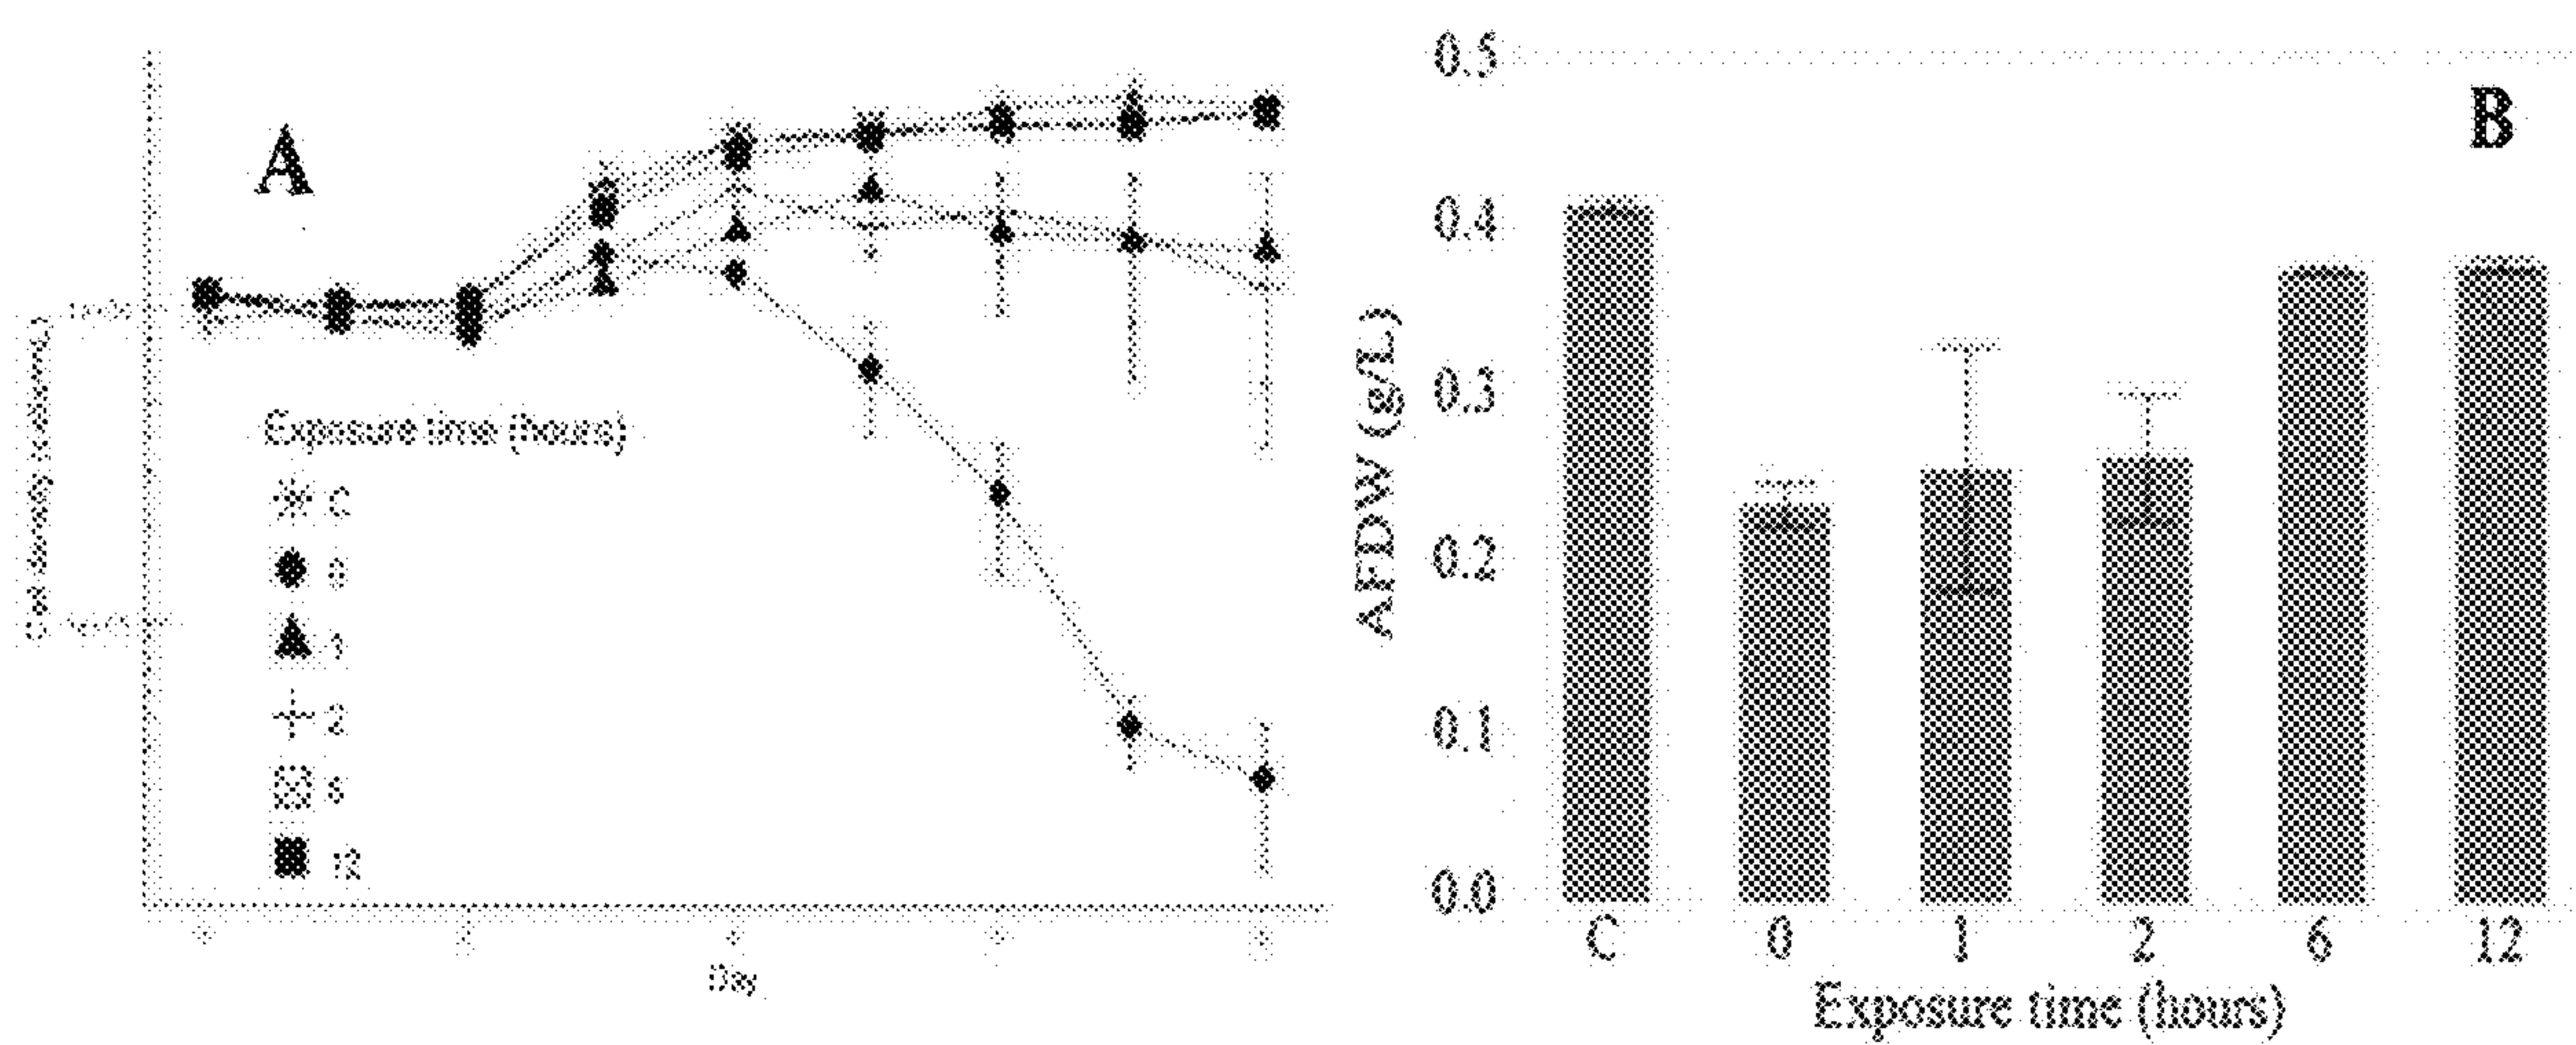 A
Exposure time (hours)
C
0
1
2
6
12
Day
0.5
0.4
0.3
0.2
0.1
0.0
AFDW (g/L)
B
C 0 1 2 6 12
Exposure time (hours)